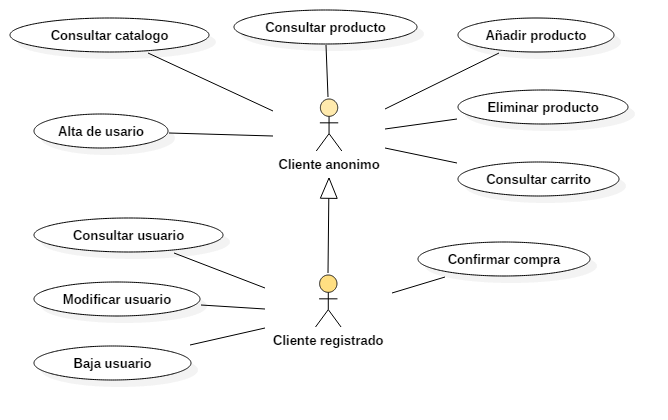 Consultar producto
Consultar catalogo
Añadir producto
Eliminar producto
Alta de usario
Cliente anonimo
Consultar carrito
Consultar usuario
Confirmar compra
Modificar usuario
Cliente registrado
Baja usuario